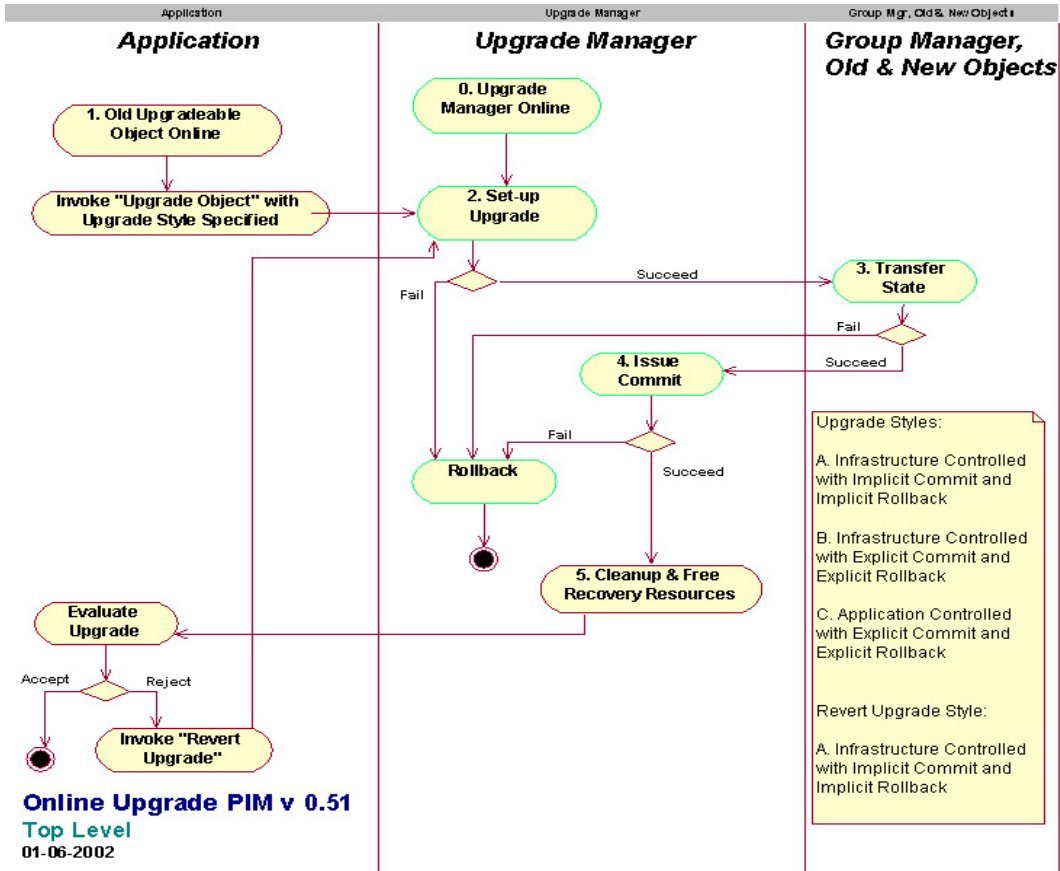 Application
Upgrade Manager
Group Mgr, Old & New Objects
Application
Upgrade Manager
Group Manager,
Old & New Objects
0. Upgrade
Manager Online
1. Old Upgradeable
Object Online
Invoke "Upgrade Object" with
Upgrade Style Specified
2. Set-up
Upgrade
Succeed
Fail
3. Transfer
State
Fail
Succeed
4. Issue
Commit
Fail
Succeed
Rollback
5. Cleanup & Free
Recovery Resources
Evaluate
Upgrade
Accept
Reject
Invoke "Revert
Upgrade"
Upgrade Styles:
A. Infrastructure Controlled
with Implicit Commit and
Implicit Rollback
B. Infrastructure Controlled
with Explicit Commit and
Explicit Rollback
C. Application Controlled
with Explicit Commit and
Explicit Rollback
Revert Upgrade Style:
A. Infrastructure Controlled
with Implicit Commit and
Implicit Rollback
Online Upgrade PIM v 0.51
Top Level
01-06-2002